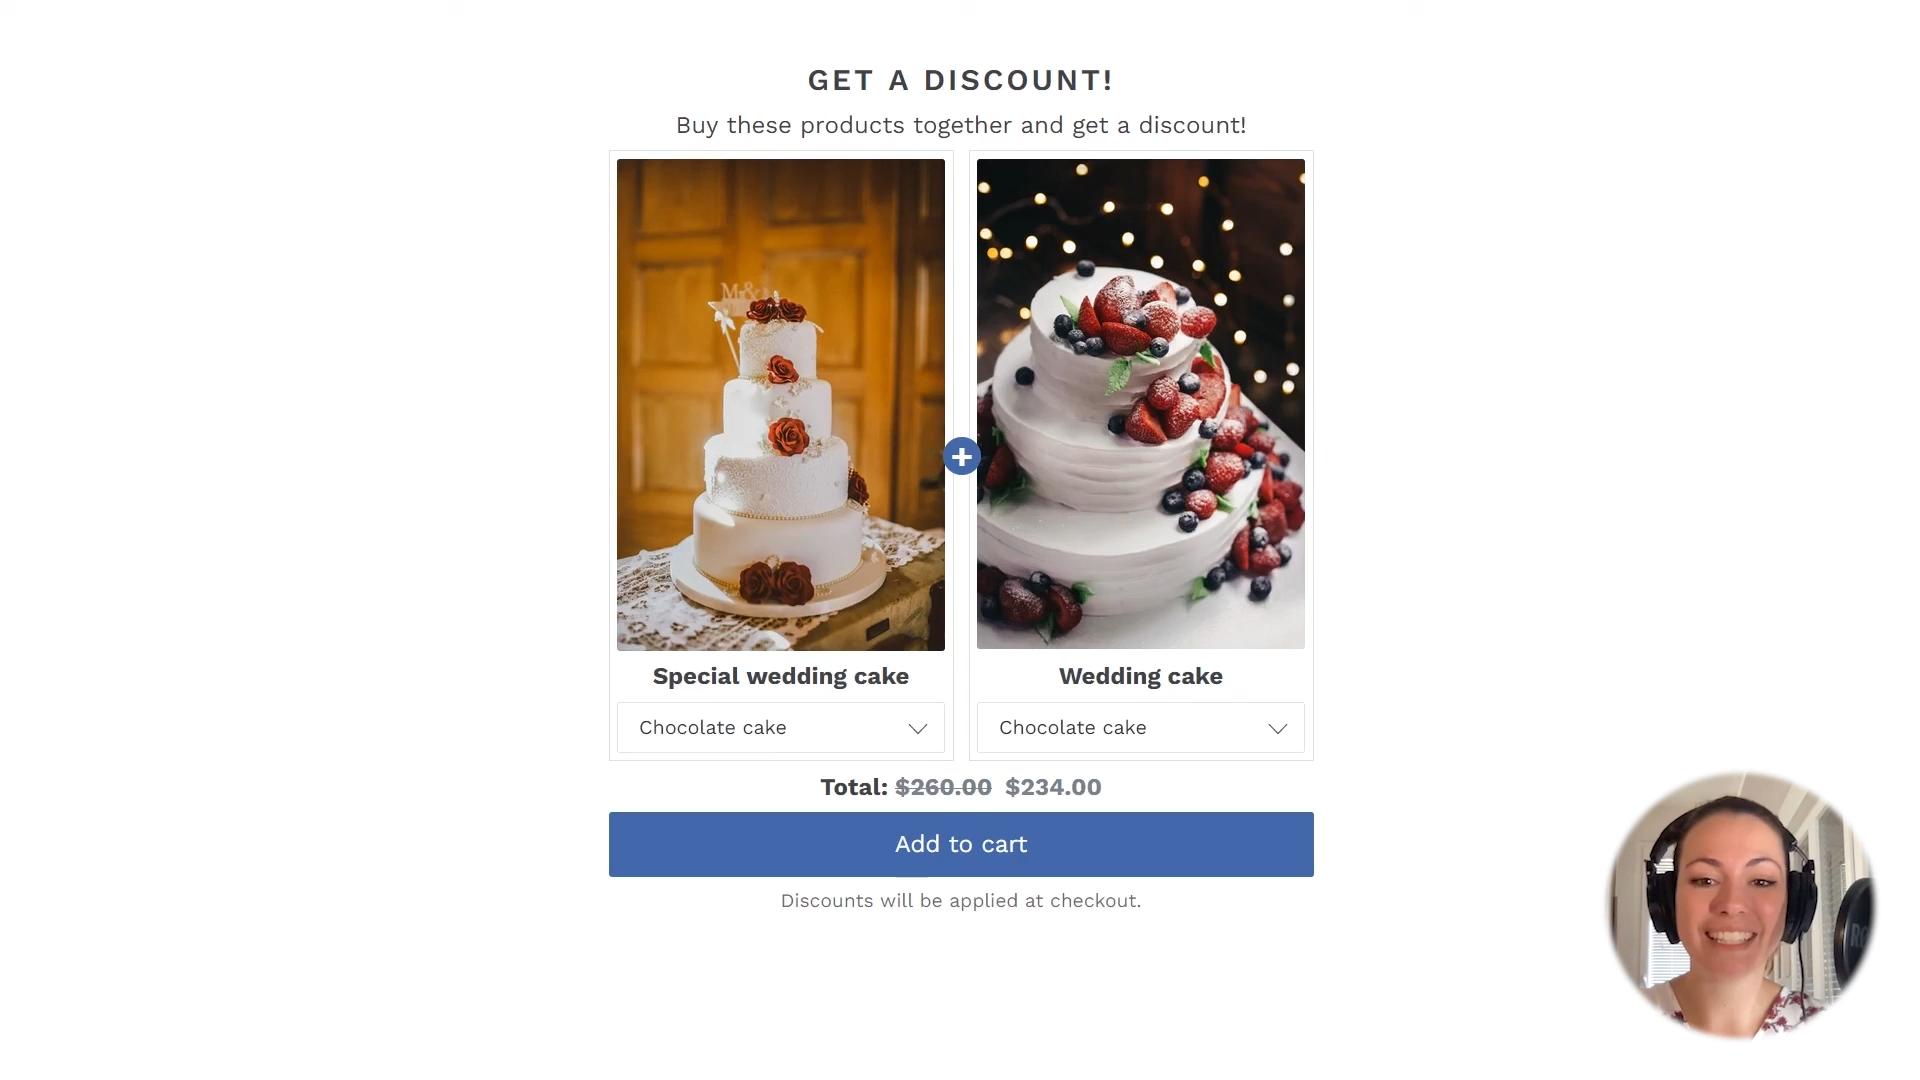 GET A DISCOUNT!
Buy these products together and get a discount!
M&
Special wedding cake
Wedding cake
Chocolate cake
Chocolate cake
Total: $260.00 $234.00
Add to cart
Discounts will be applied at checkout.